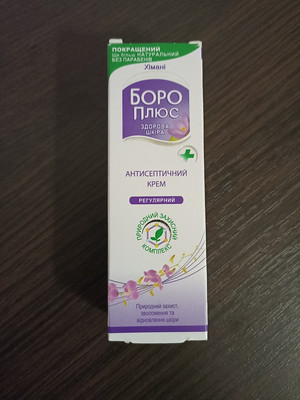 ПОКРАЩЕНИЙ
Ще більш НАТУРАЛЬНИЙ
БЕЗ ПАРАБЕНІВ
Хімані
БОРО
ПЛЮС
ЗДОРОВА
ШКІРА
АНТИСЕПТИЧНИЙ
КРЕМ
РЕГУЛЯРНИЙ
ПРИРОДНИЙ ЗАХИСНИЙ
КОМПЛЕКС
Природний захист,
зволоження та
відновлення шкіри